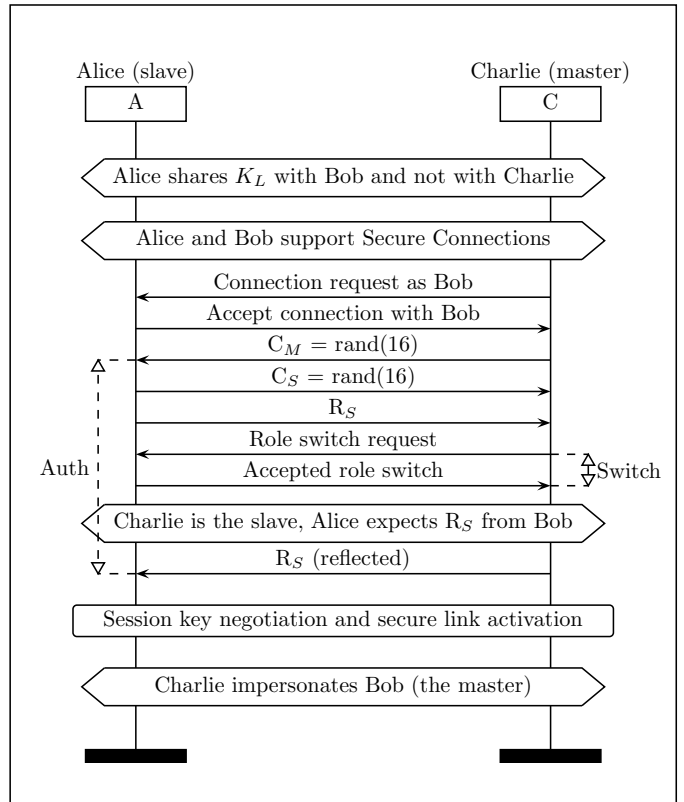 Alice (slave)
Charlie (master)
A
C
Alice shares K_L with Bob and not with Charlie
Alice and Bob support Secure Connections
Connection request as Bob
Accept connection with Bob
C_M = rand(16)
C_S = rand(16)
R_S
Role switch request
Auth
Accepted role switch
Switch
Charlie is the slave, Alice expects R_S from Bob
R_S (reflected)
Session key negotiation and secure link activation
Charlie impersonates Bob (the master)